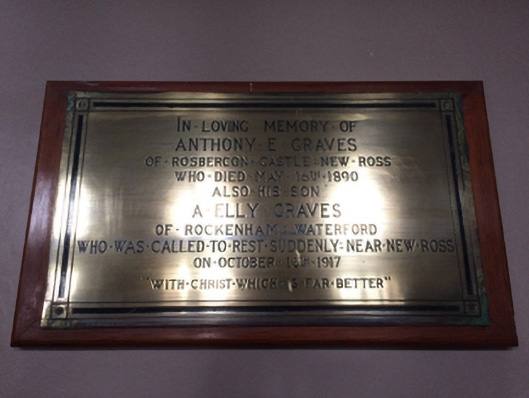 IN·LOVING MEMORY·OF
ANTHONY·E·GRAVES
OF·ROSBERCON·CASTLE·NEW·ROSS
WHO·DIED·MAY·16TH·1890
ALSO·HIS·SON
A·ELLY·GRAVES
OF·ROCKENHAM·WATERFORD
WHO·WAS·CALLED·TO·REST·SUDDENLY·NEAR·NEW·ROSS
ON·OCTOBER·1917
"WITH·CHRIST·WHICH·IS·FAR·BETTER"